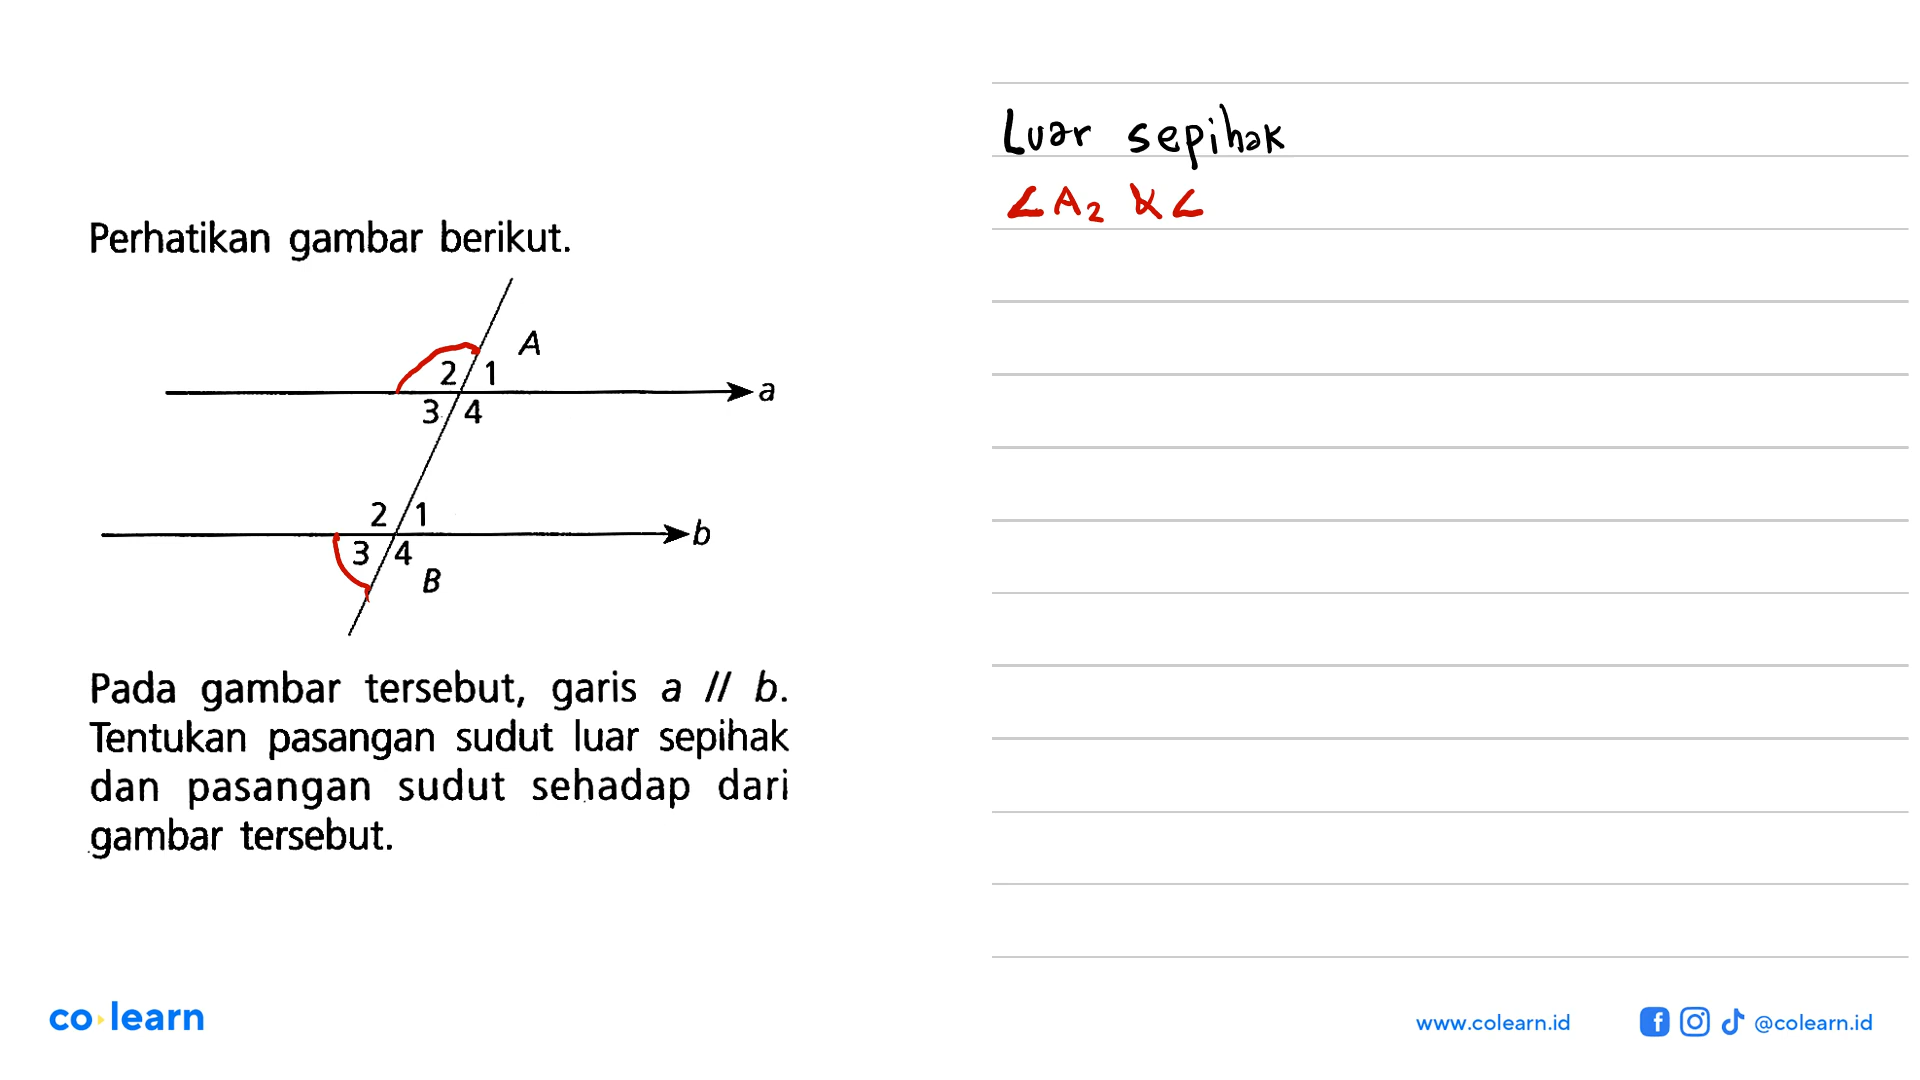 Perhatikan gambar berikut.
A
2 1
a
3 4
2 1
b
3 4
B
Pada gambar tersebut, garis a // b.
Tentukan pasangan sudut luar sepihak
dan pasangan sudut sehadap dari
gambar tersebut.
Luar sepihak
∠A2 & ∠
co learn
www.colearn.id
@colearn.id